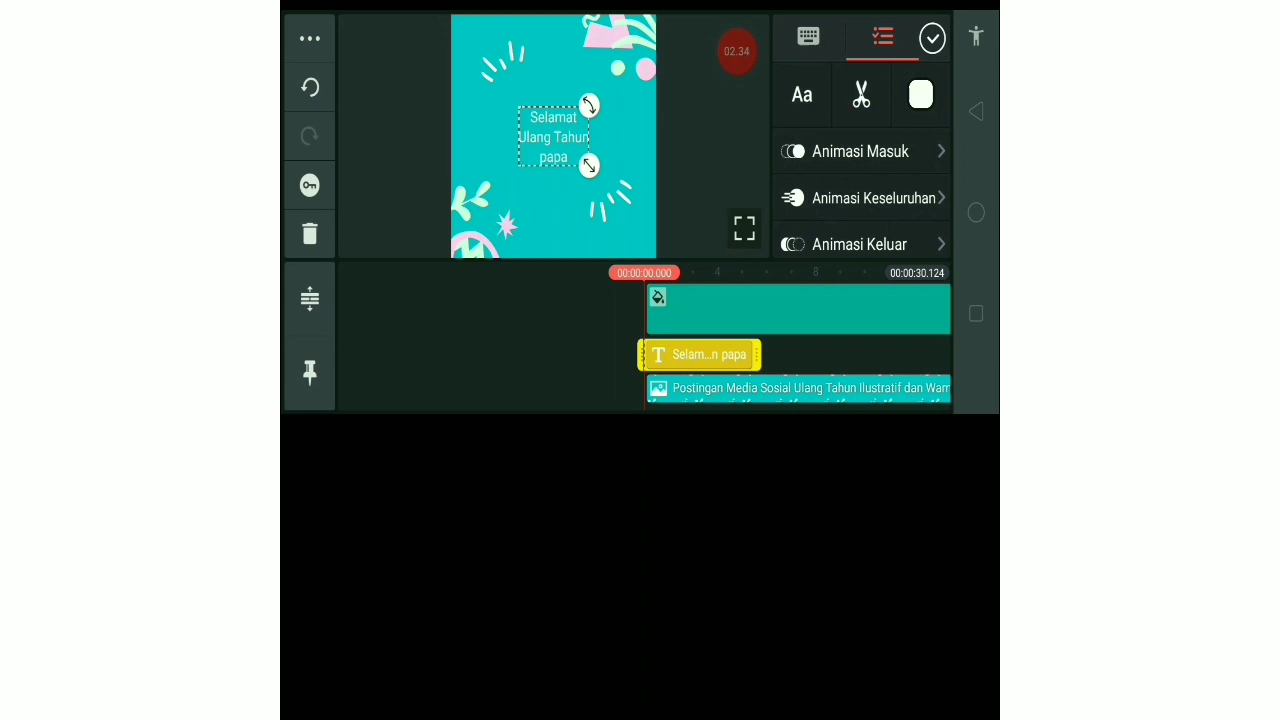 02.34
Selamat
Ulang Tahun
papa
Aa
Animasi Masuk
Animasi Keseluruhan
Animasi Keluar
00:00:00.000
4
8
00:00:30.124
T Selam...n papa
Postingan Media Sosial Ulang Tahun Ilustratif dan Warn